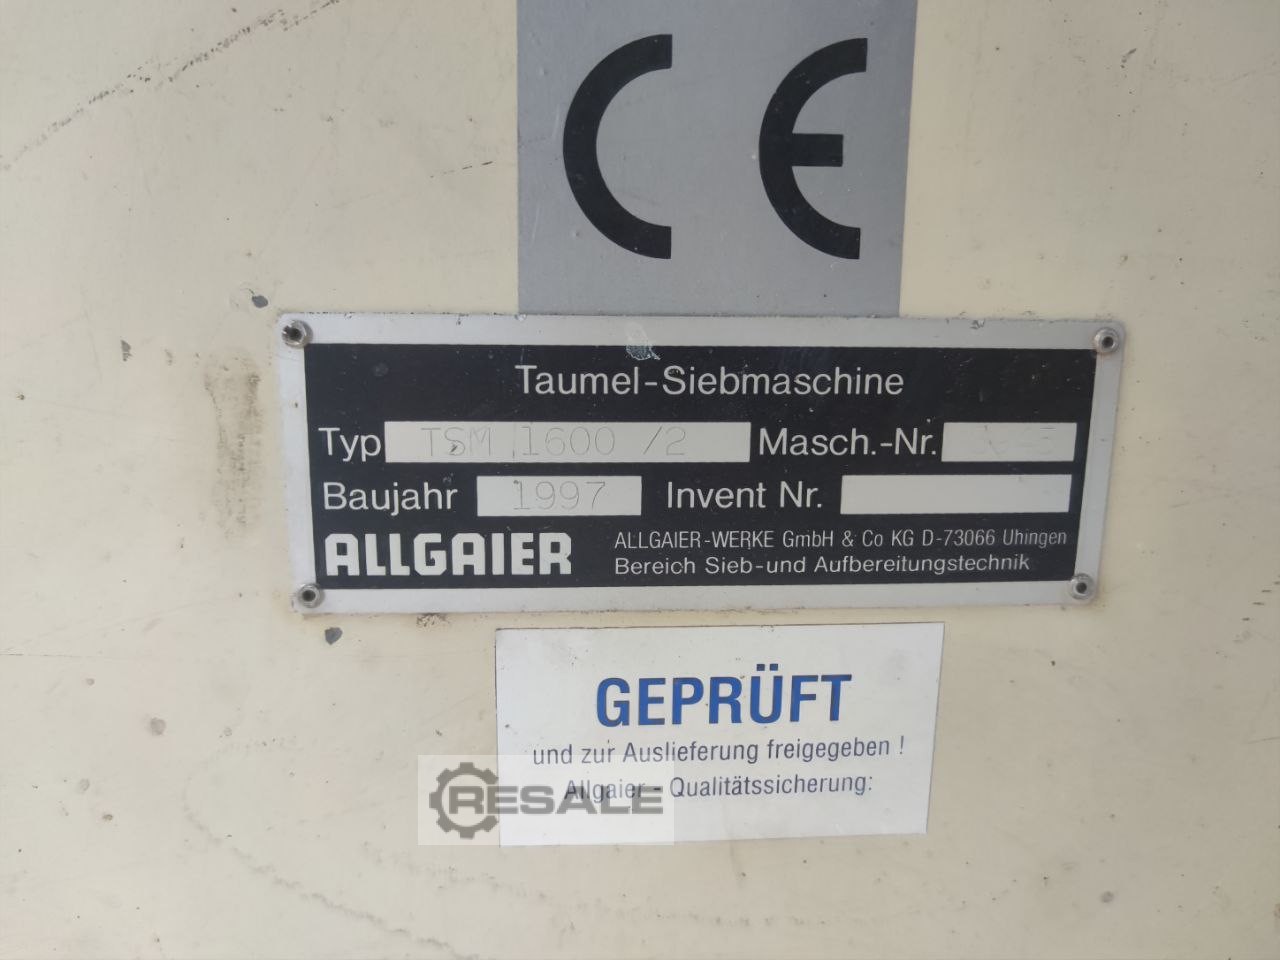 CE
Taumel-Siebmaschine
Typ TSM 1600 /2 Masch.-Nr.
Baujahr 1997 Invent Nr.
ALLGAIER ALLGAIER-WERKE GmbH & Co KG D-73066 Uhingen
Bereich Sieb-und Aufbereitungstechnik
GEPRÜFT
und zur Auslieferung freigegeben !
Allgaier - Qualitätssicherung:
RESALE